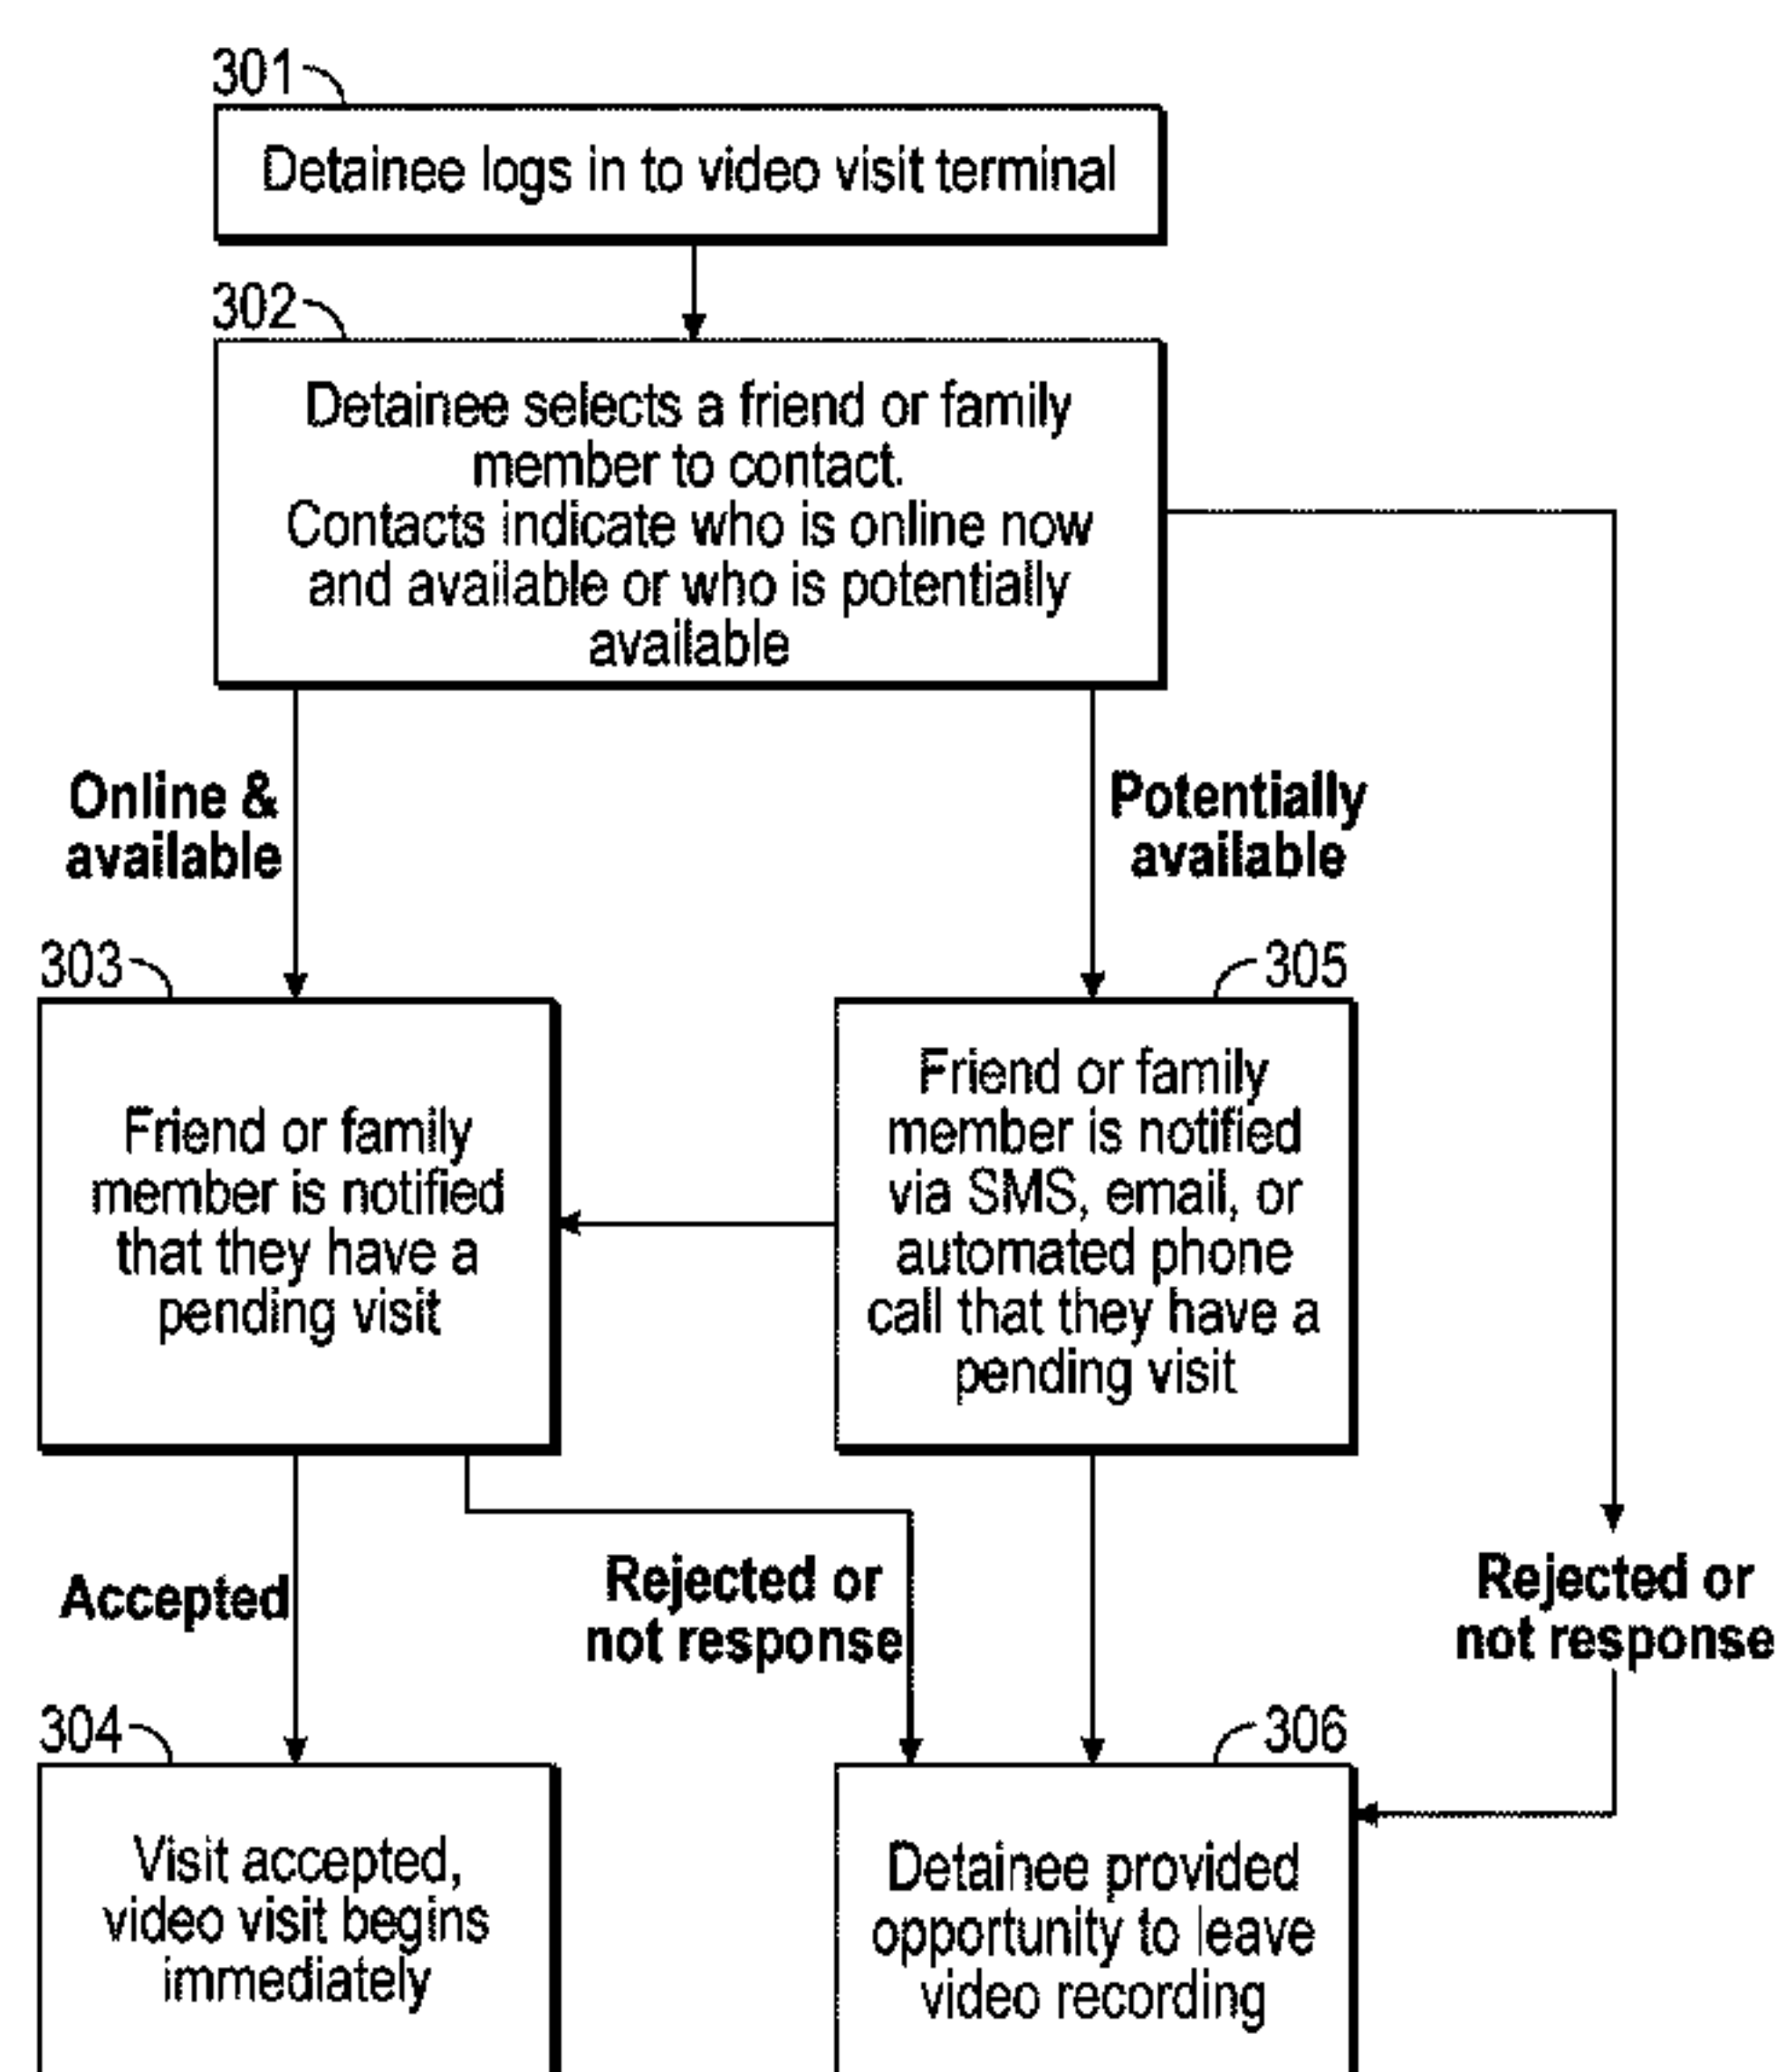 301
Detainee logs in to video visit terminal
302
Detainee selects a friend or family
member to contact.
Contacts indicate who is online now
and available or who is potentially
available
Online &
available
Potentially
available
303
Friend or family
member is notified
that they have a
pending visit
305
Friend or family
member is notified
via SMS, email, or
automated phone
call that they have a
pending visit
Accepted
Rejected or
not response
Rejected or
not response
304
Visit accepted,
video visit begins
immediately
306
Detainee provided
opportunity to leave
video recording